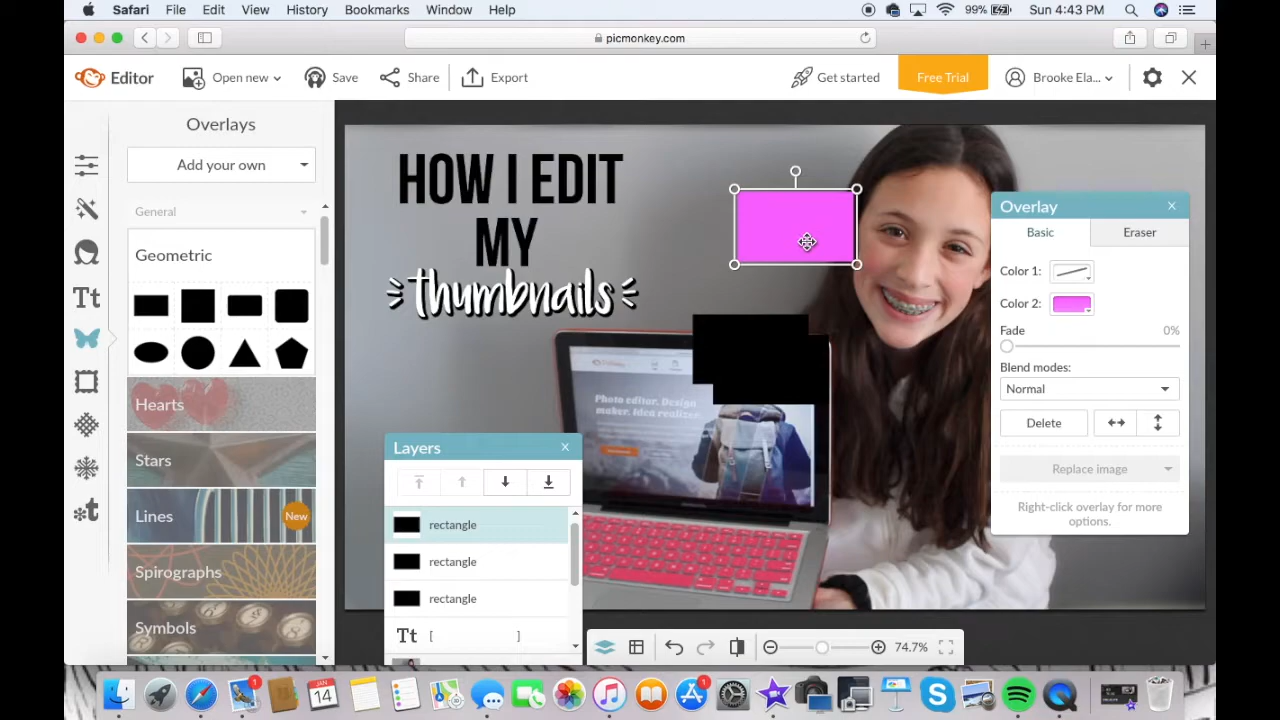 Safari File Edit View History Bookmarks Window Help 99% Sun 4:43 PM
picmonkey.com
Editor Open new Save Share Export Get started Free Trial Brooke Ela...
Overlays
Add your own
General
Geometric
Hearts
Stars
Lines New
Spirographs
Symbols
HOW I EDIT
MY
thumbnails
Photo editor. Design
maker. Idea realizer.
Layers
rectangle
rectangle
rectangle
Tt [ ]
Overlay
Basic Eraser
Color 1:
Color 2:
Fade 0%
Blend modes:
Normal
Delete
Replace image
Right-click overlay for more
options.
74.7%
JAN
14
1
1